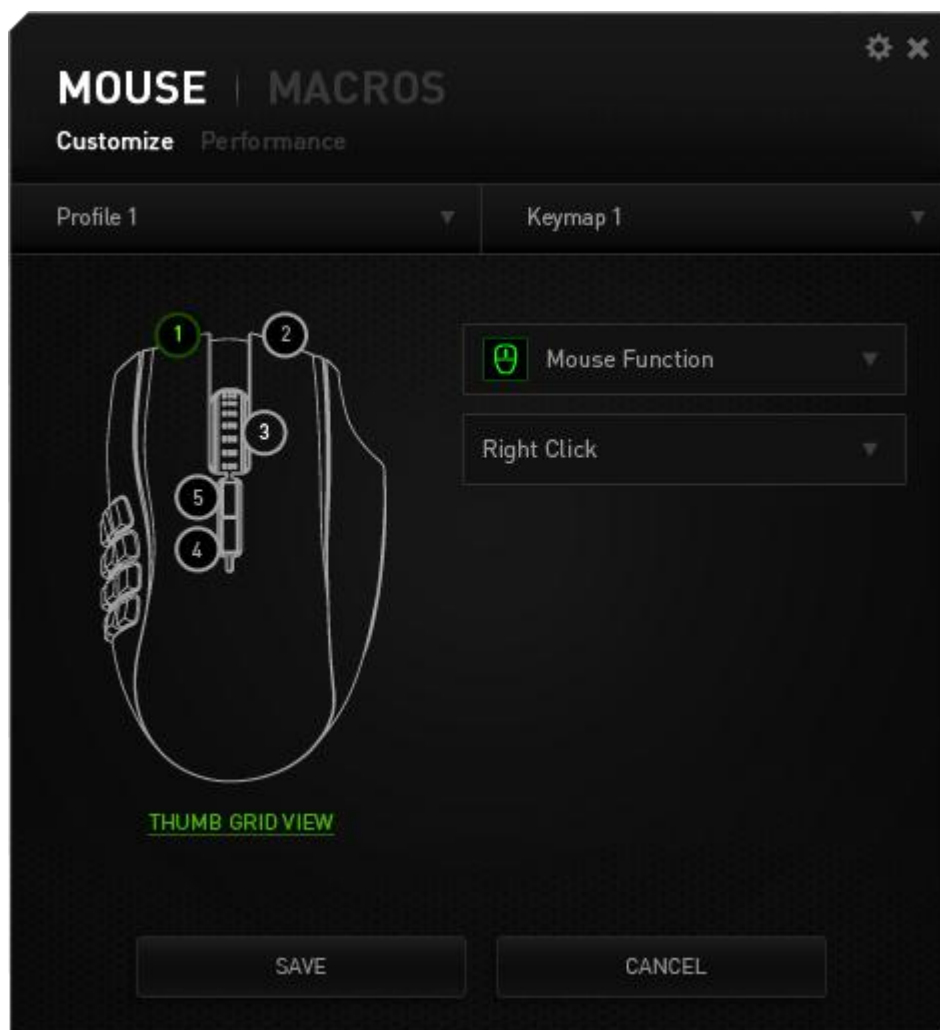 MOUSE | MACROS
Customize Performance
Profile 1 Keymap 1
1 2
Mouse Function
3
Right Click
5
4
THUMB GRID VIEW
SAVE CANCEL